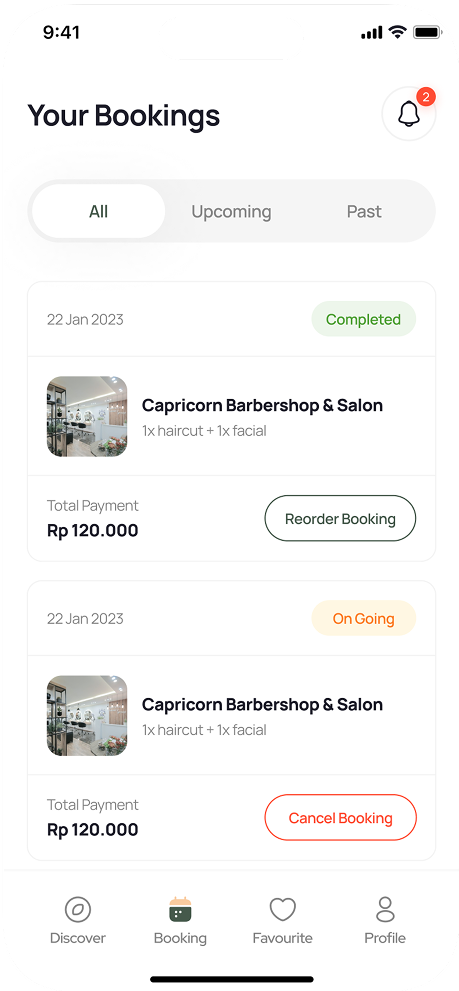 9:41
Your Bookings
2
All
Upcoming
Past
22 Jan 2023
Completed
Capricorn Barbershop & Salon
1x haircut + 1x facial
Total Payment
Rp 120.000
Reorder Booking
22 Jan 2023
On Going
Capricorn Barbershop & Salon
1x haircut + 1x facial
Total Payment
Rp 120.000
Cancel Booking
Discover
Booking
Favourite
Profile